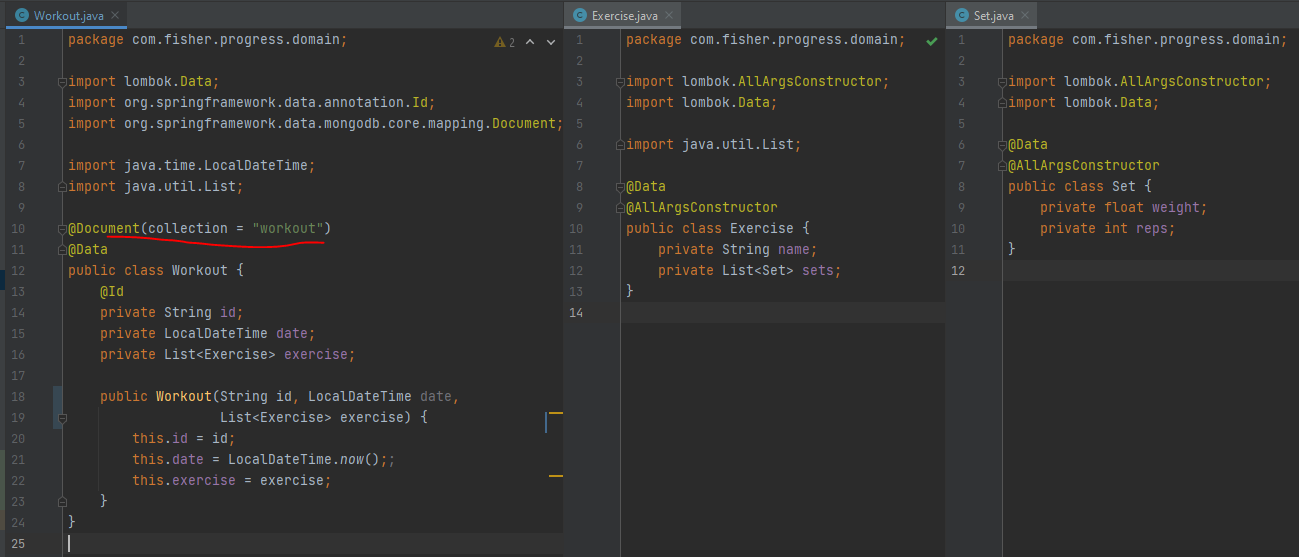 Workout.java
1 package com.fisher.progress.domain;
2
2
3 import lombok.Data;
4 import org.springframework.data.annotation.Id;
5 import org.springframework.data.mongodb.core.mapping.Document;
6
7 import java.time.LocalDateTime;
8 import java.util.List;
9
10 @Document(collection = "workout")
11 @Data
12 public class Workout {
13 @Id
14 private String id;
15 private LocalDateTime date;
16 private List<Exercise> exercise;
17
18 public Workout(String id, LocalDateTime date,
19 List<Exercise> exercise) {
20 this.id = id;
21 this.date = LocalDateTime.now();;
22 this.exercise = exercise;
23 }
24 }
25
Exercise.java
1 package com.fisher.progress.domain;
2
3 import lombok.AllArgsConstructor;
4 import lombok.Data;
5
6 import java.util.List;
7
8 @Data
9 @AllArgsConstructor
10 public class Exercise {
11 private String name;
12 private List<Set> sets;
13 }
14
Set.java
1 package com.fisher.progress.domain;
2
3 import lombok.AllArgsConstructor;
4 import lombok.Data;
5
6 @Data
7 @AllArgsConstructor
8 public class Set {
9 private float weight;
10 private int reps;
11 }
12